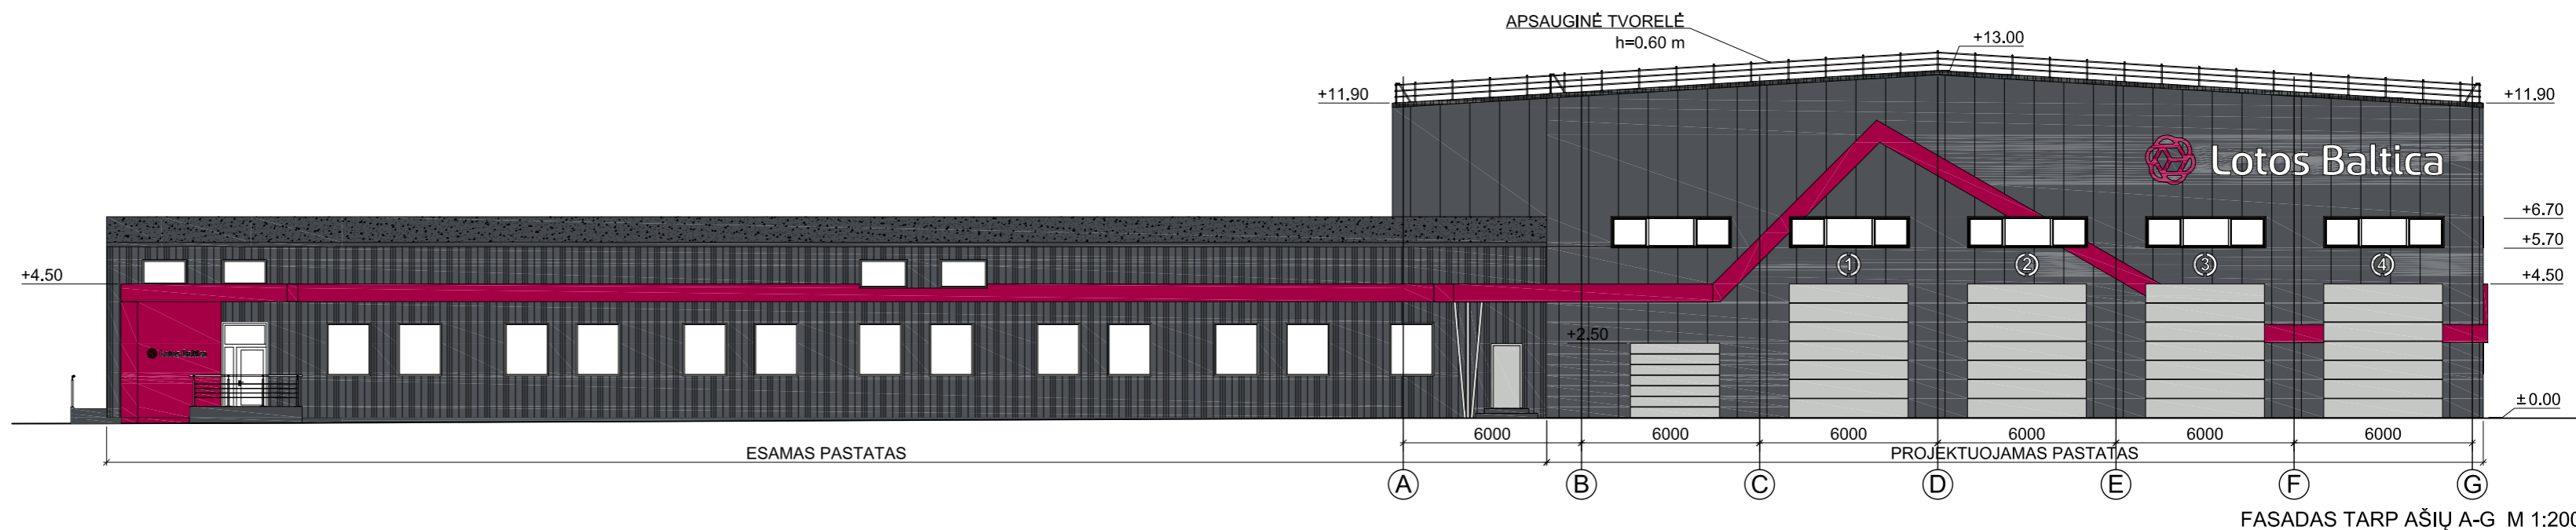 APSAUGINĖ TVORELĖ
h=0.60 m
+13.00
+11.90
+11.90
Lotos Baltica
+6.70
+5.70
+4.50
+4.50
1
2
3
4
+2.50
Lotos Baltica
±0.00
6000
6000
6000
6000
6000
6000
ESAMAS PASTATAS
PROJEKTUOJAMAS PASTATAS
A
B
C
D
E
F
G
FASADAS TARP AŠIŲ A-G M 1:200